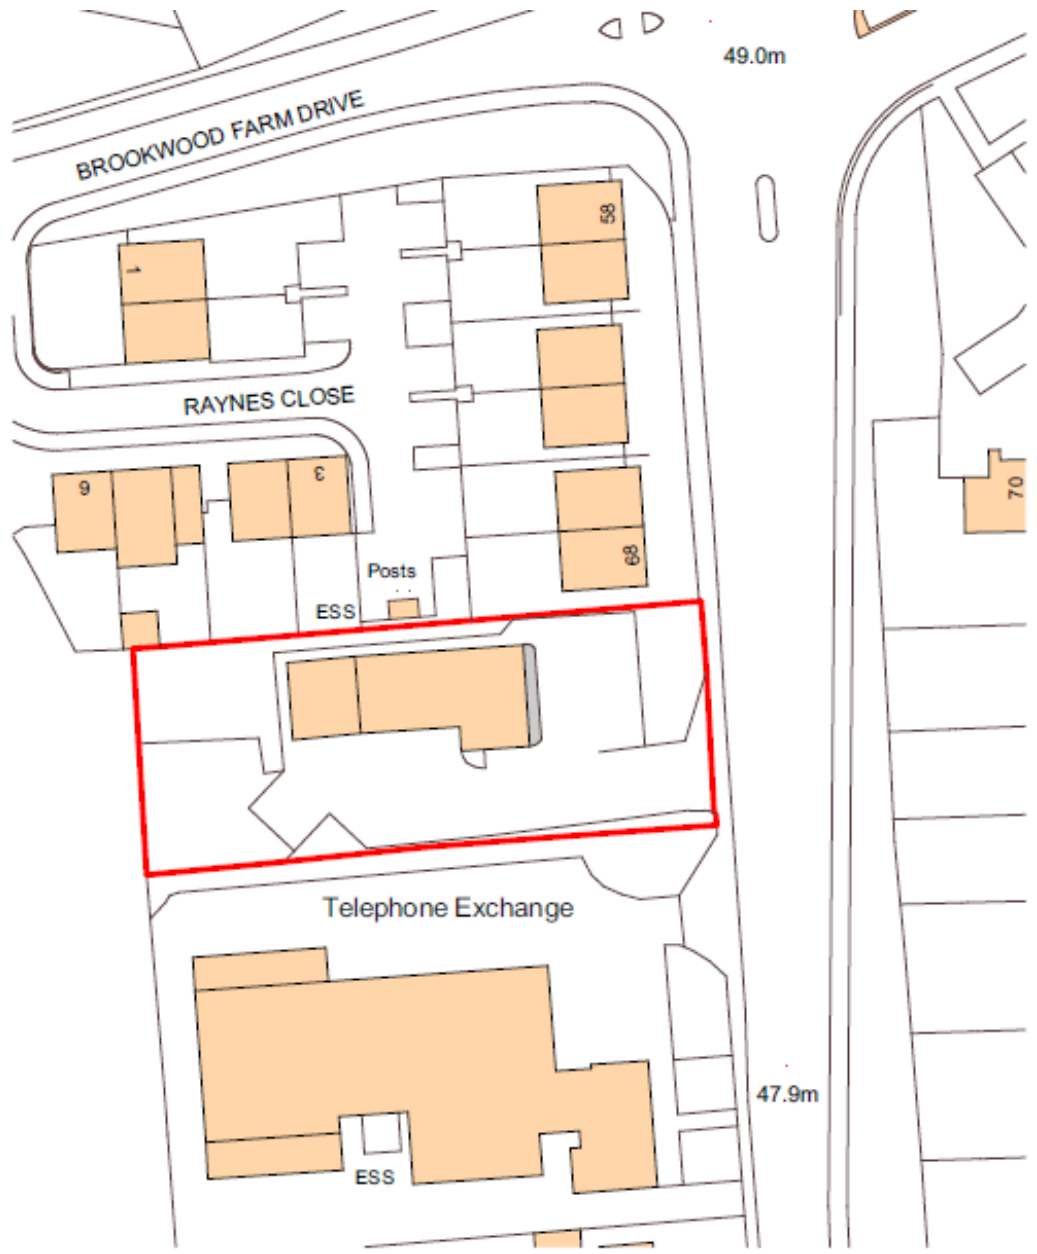 49.0m
BROOKWOOD FARM DRIVE
58
1
RAYNES CLOSE
9
3
70
68
Posts
ESS
Telephone Exchange
47.9m
ESS